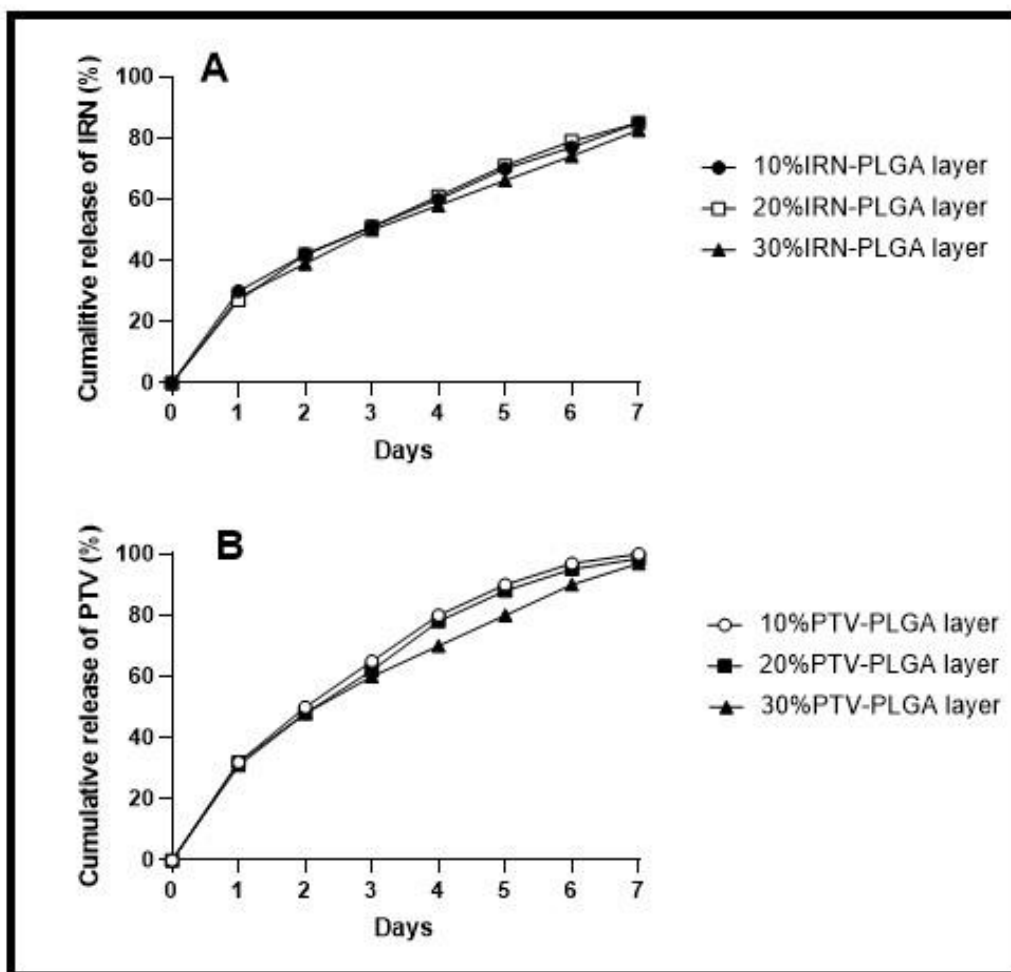 A
Cumalitive release of IRN (%)
100
80
60
40
20
0
0 1 2 3 4 5 6 7
Days
10%IRN-PLGA layer
20%IRN-PLGA layer
30%IRN-PLGA layer
B
Cumulative release of PTV (%)
100
80
60
40
20
0
0 1 2 3 4 5 6 7
Days
10%PTV-PLGA layer
20%PTV-PLGA layer
30%PTV-PLGA layer